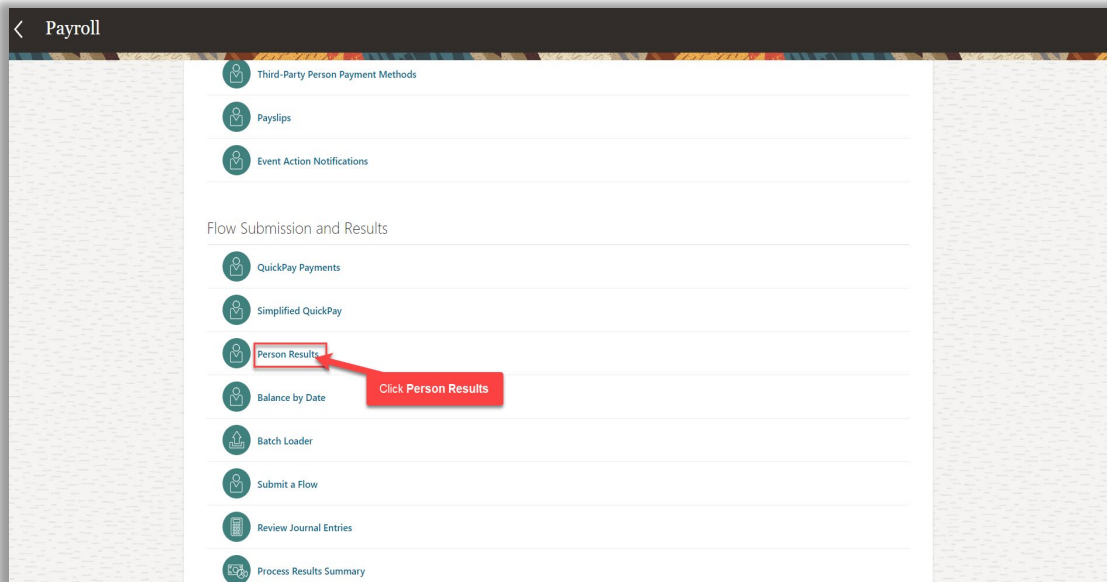 Payroll
Third-Party Person Payment Methods
Payslips
Event Action Notifications
Flow Submission and Results
QuickPay Payments
Simplified QuickPay
Person Results
Click Person Results
Balance by Date
Batch Loader
Submit a Flow
Review Journal Entries
Process Results Summary